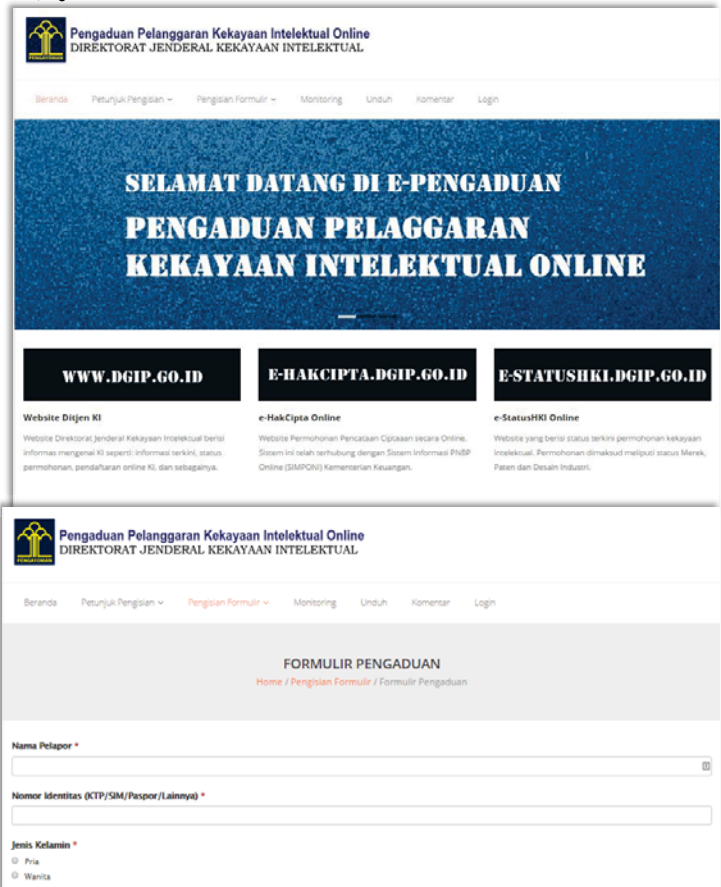 Pengaduan Pelanggaran Kekayaan Intelektual Online
DIREKTORAT JENDERAL KEKAYAAN INTELEKTUAL
PENGAYOMAN
Beranda Petunjuk Pengisian Pengisian Formulir Monitoring Unduh Komentar Login
SELAMAT DATANG DI E-PENGADUAN
PENGADUAN PELAGGARAN
KEKAYAAN INTELEKTUAL ONLINE
WWW.DGIP.GO.ID
E-HAKCIPTA.DGIP.GO.ID
E-STATUSHKI.DGIP.GO.ID
Website Ditjen KI
Website Direktorat Jenderal Kekayaan Intelektual berisi
informas mengenai KI seperti: informasi terkini, status
permohonan, pendaftaran online KI, dan sebagainya.
e-HakCipta Online
Website Permohonan Pencataan Ciptaaan secara Online.
Sistem ini telah terhubung dengan Sistem Informasi PNBP
Online (SIMPONI) Kementerian Keuangan.
e-StatusHKI Online
Website yang berisi status terkini permohonan kekayaan
intelektual. Permohonan dimaksud meliputi status Merek,
Paten dan Desain Industri.
Pengaduan Pelanggaran Kekayaan Intelektual Online
DIREKTORAT JENDERAL KEKAYAAN INTELEKTUAL
PENGAYOMAN
Beranda Petunjuk Pengisian Pengisian Formulir Monitoring Unduh Komentar Login
FORMULIR PENGADUAN
Home / Pengisian Formulir / Formulir Pengaduan
Nama Pelapor *
Nomor Identitas (KTP/SIM/Paspor/Lainnya) *
Jenis Kelamin *
Pria
Wanita